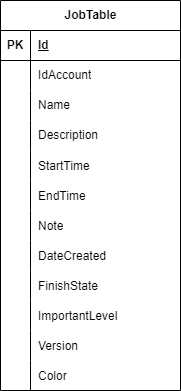 JobTable
PK Id
IdAccount
Name
Description
StartTime
EndTime
Note
DateCreated
FinishState
ImportantLevel
Version
Color